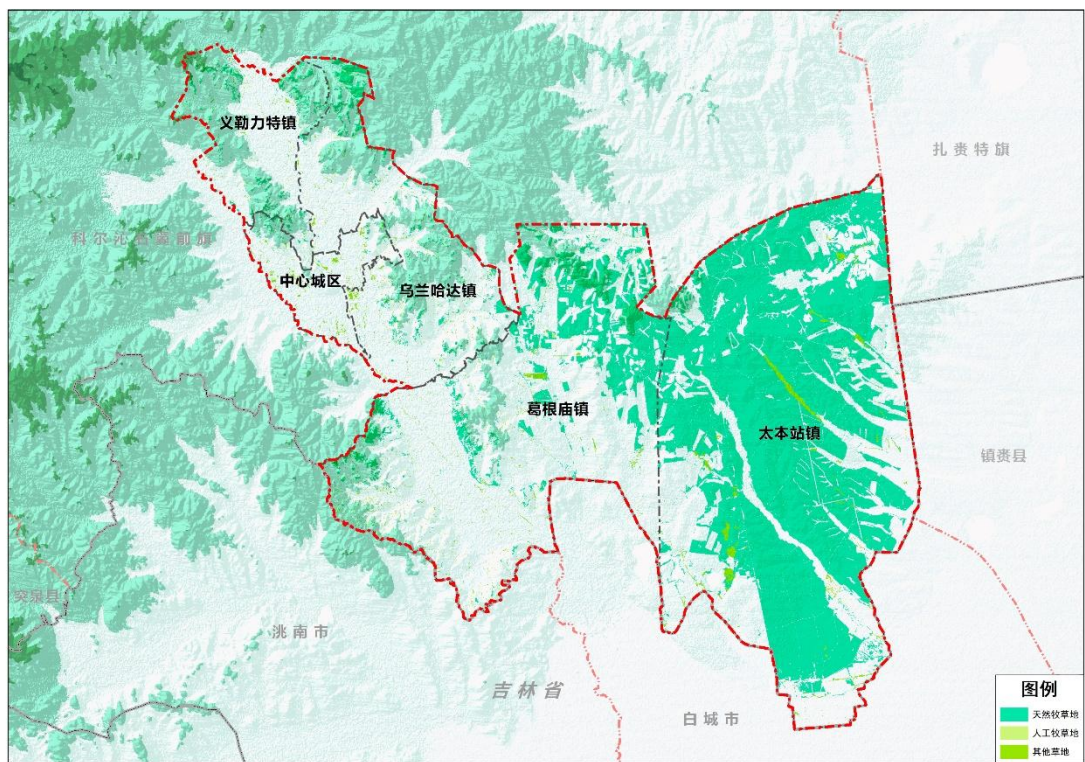 义勒力特镇
扎赉特旗
科尔沁右翼前旗
中心城区
乌兰哈达镇
葛根庙镇
太本站镇
镇赉县
突泉县
洮南市
吉林省
白城市
图例
天然牧草地
人工牧草地
其他草地